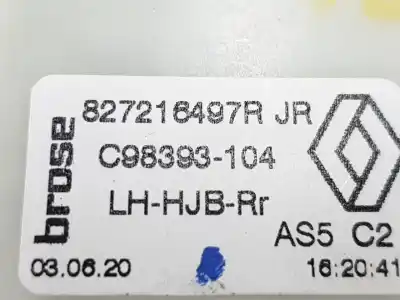 brose
827216497R JR
C98393-104
LH-HJB-Rr
AS5 C2
03.06.20
16:20:41